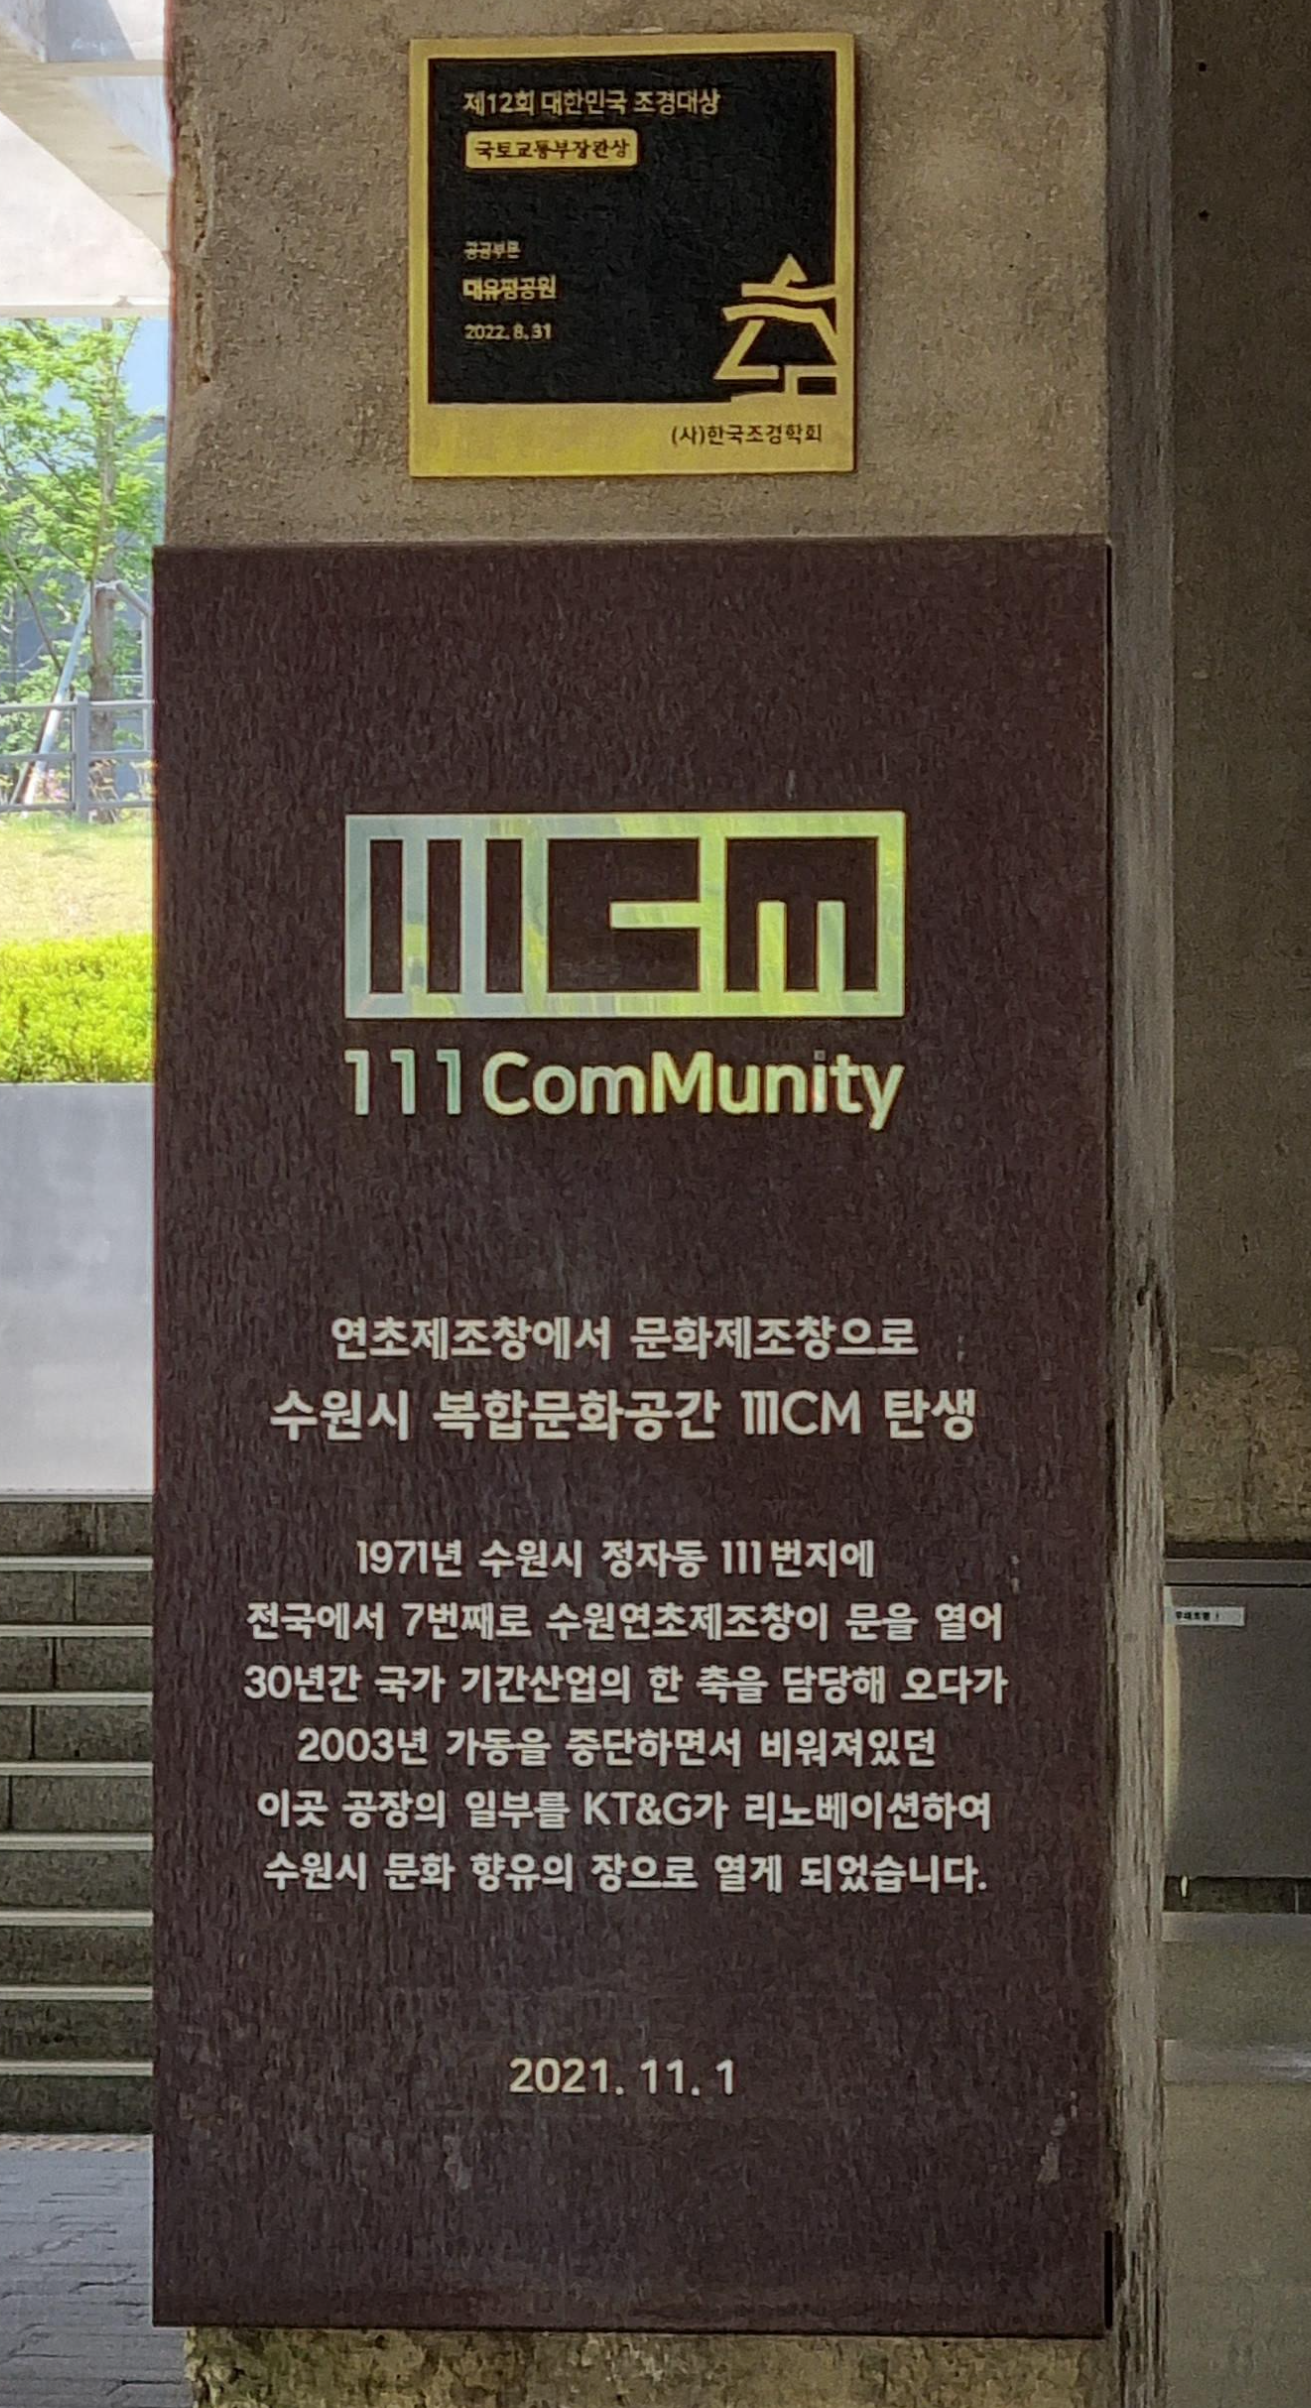 제12회 대한민국 조경대상
국토교통부장관상
공공부문
대유평공원
2022. 8. 31
(사)한국조경학회
111CM
111 ComMunity
연초제조창에서 문화제조창으로
수원시 복합문화공간 111CM 탄생
1971년 수원시 정자동 111번지에
전국에서 7번째로 수원연초제조창이 문을 열어
30년간 국가 기간산업의 한 축을 담당해 오다가
2003년 가동을 중단하면서 비워져있던
이곳 공장의 일부를 KT&G가 리노베이션하여
수원시 문화 향유의 장으로 열게 되었습니다.
2021. 11. 1